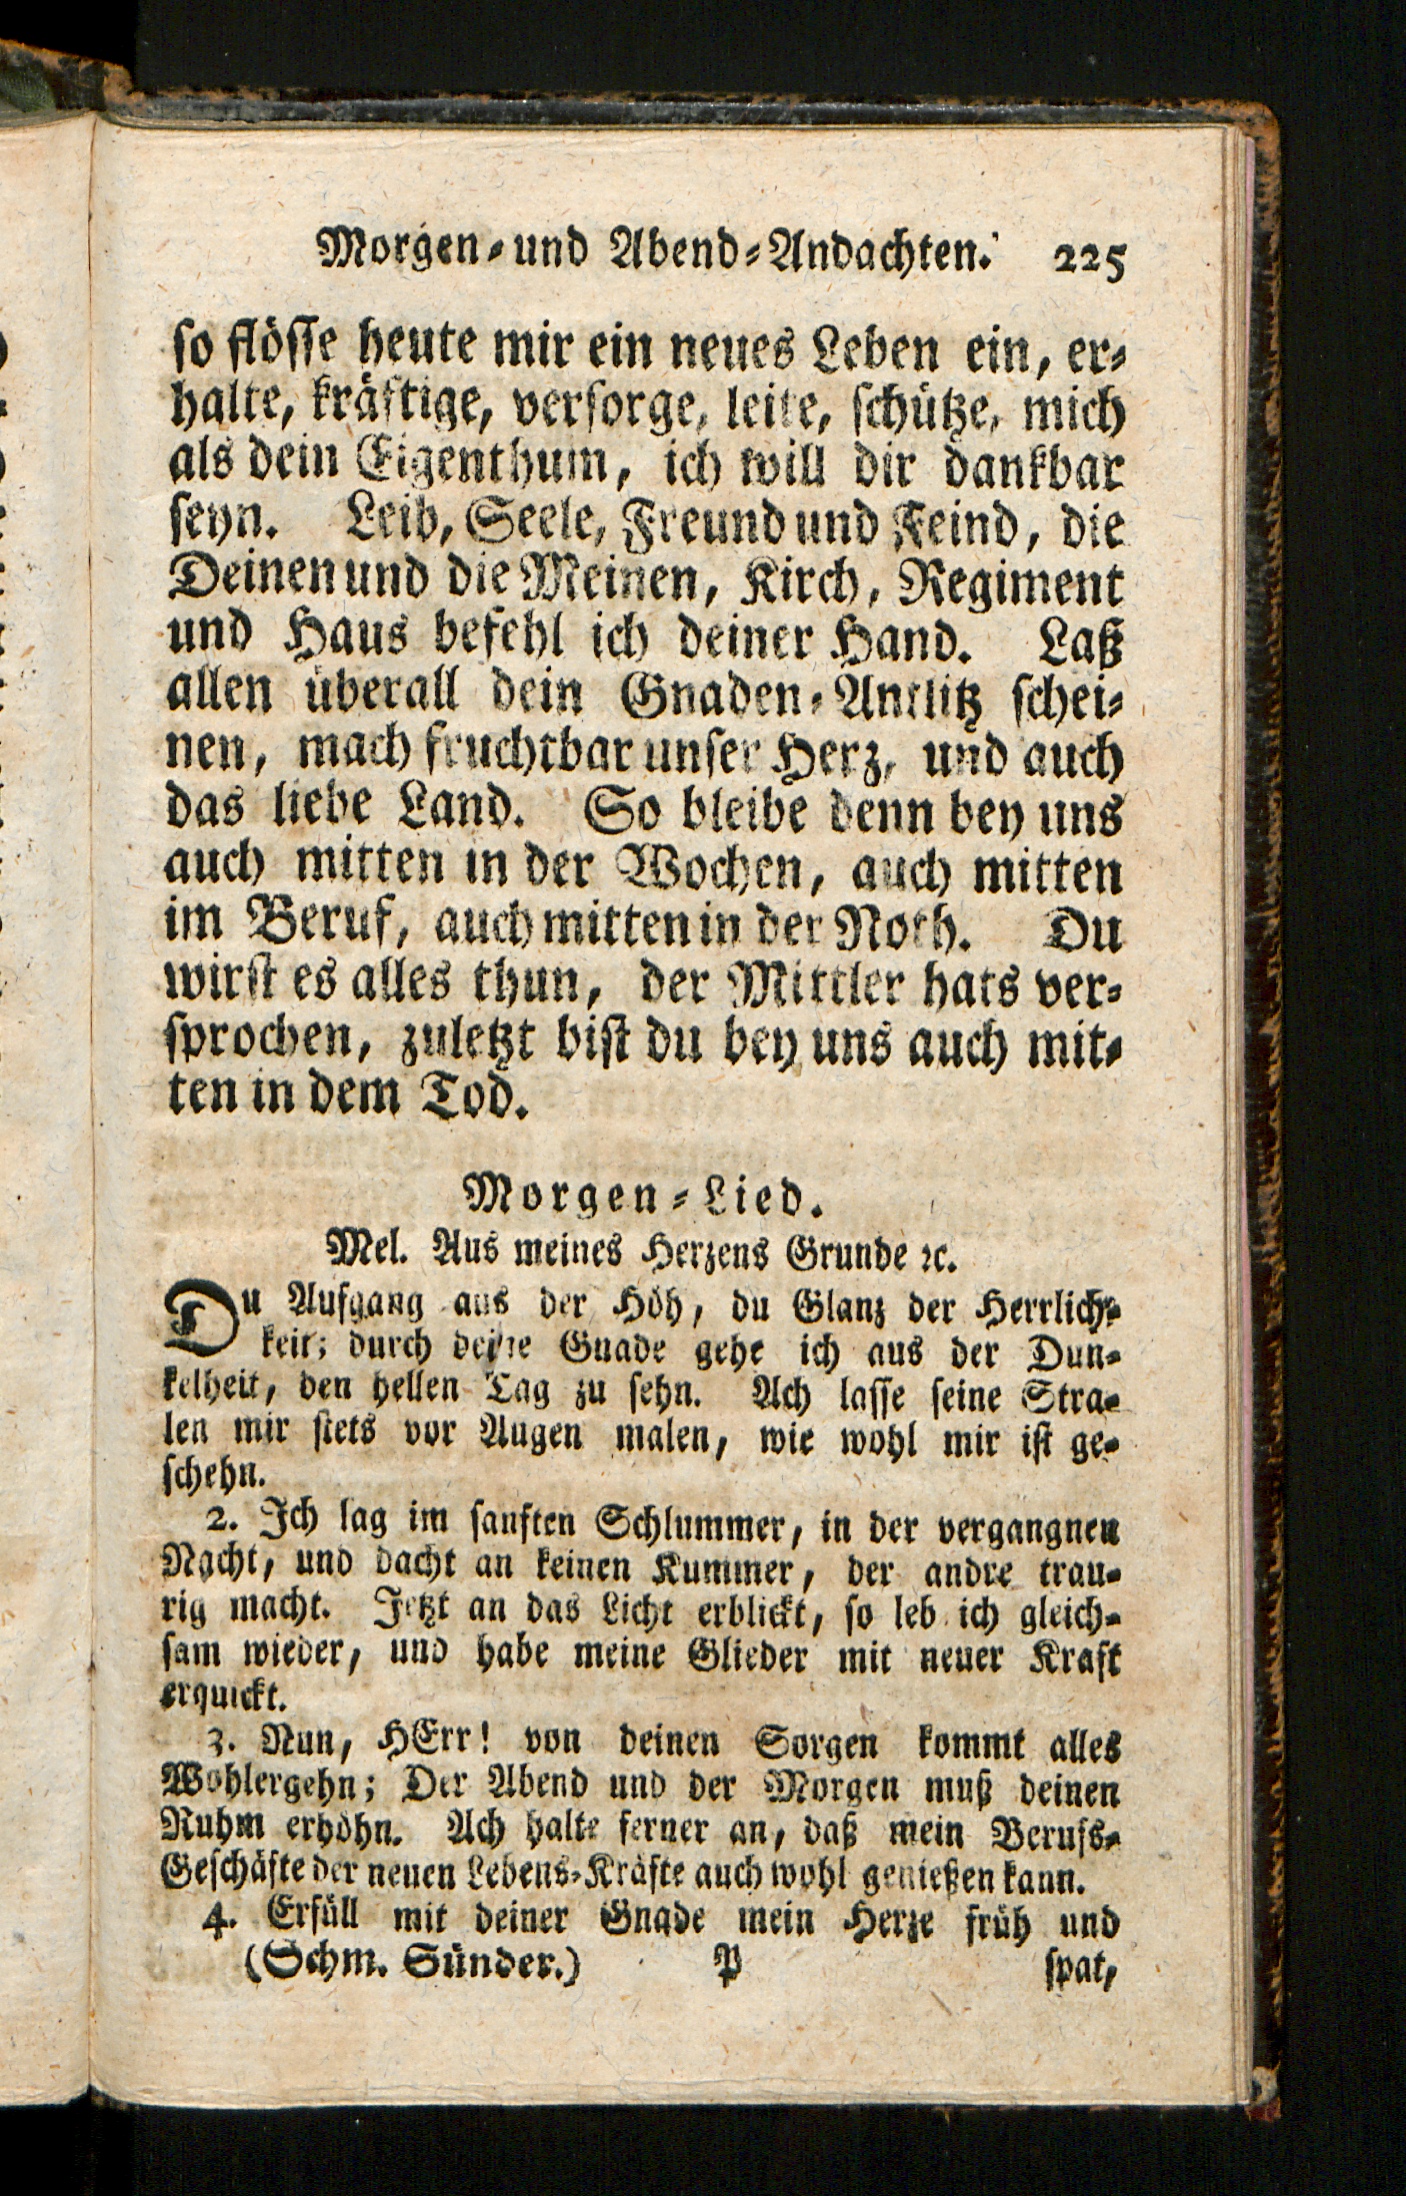 Morgen-und Abend-Andachten. 225
so flösse heute mir ein neues Leben ein, er-
halte, kräftige, versorge, leite, schütze, mich
als dein Eigenthum, ich will dir dankbar
seyn. Leib, Seele, Freund und Feind, die
Deinen und die Meinen, Kirch, Regiment
und Haus befehl ich deiner Hand. Laß
allen überall dein Gnaden-Antlitz schei-
nen, mach fruchtbar unser Herz, und auch
das liebe Land. So bleibe denn bey uns
auch mitten in der Wochen, auch mitten
im Beruf, auch mitten in der Noth. Du
wirst es alles thun, der Mittler hats ver-
sprochen, zuletzt bist du bey uns auch mit-
ten in dem Tod.
Morgen-Lied.
Mel. Aus meines Herzens Grunde ꝛc.
Du Aufgang aus der Höh, du Glanz der Herrlich-
keit; durch deine Gnade gehe ich aus der Dun-
kelheit, den hellen Tag zu sehn. Ach lasse seine Stra-
len mir stets vor Augen malen, wie wohl mir ist ge-
schehn.
2. Ich lag im sanften Schlummer, in der vergangnen
Nacht, und dacht an keinen Kummer, der andre trau-
rig macht. Jetzt an das Licht erblickt, so leb ich gleich-
sam wieder, und habe meine Glieder mit neuer Kraft
erquickt.
3. Nun, HErr! von deinen Sorgen kommt alles
Wohlergehn; Der Abend und der Morgen muß deinen
Ruhm erhöhn. Ach halte ferner an, daß mein Berufs-
Geschäfte der neuen Lebens-Kräfte auch wohl genießen kann.
4. Erfüll mit deiner Gnade mein Herze früh und
(Schm. Sünder.) P spat,